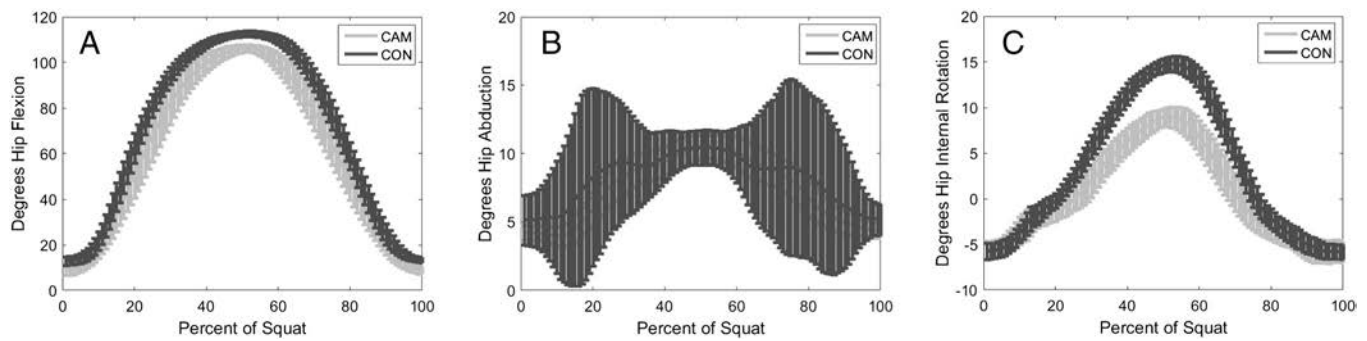 A
CAM
CON
Degrees Hip Flexion
120
100
80
60
40
20
0
0 20 40 60 80 100
Percent of Squat
B
CAM
CON
Degrees Hip Abduction
20
15
10
5
0
0 20 40 60 80 100
Percent of Squat
C
CAM
CON
Degrees Hip Internal Rotation
20
15
10
5
0
-5
-10
0 20 40 60 80 100
Percent of Squat